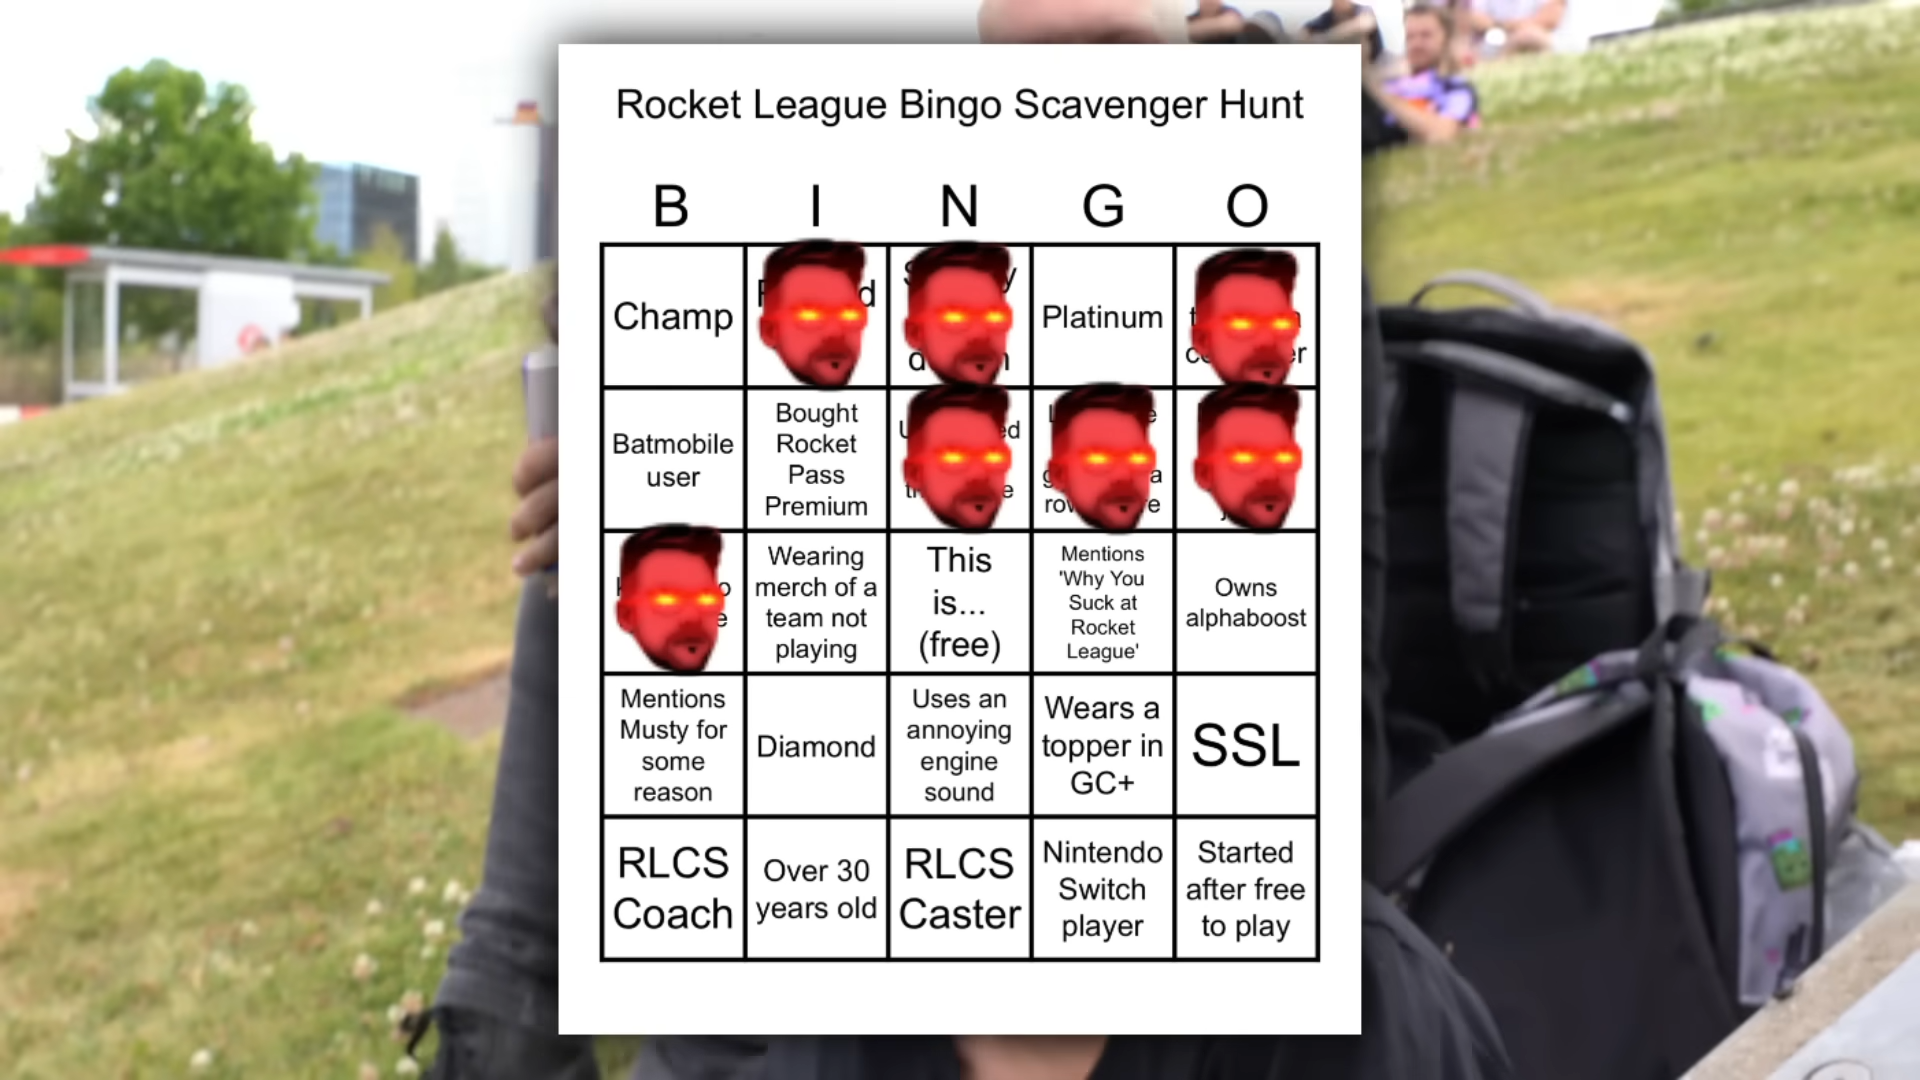 Rocket League Bingo Scavenger Hunt
B I N G O
Champ
Platinum
Batmobile
user
Bought
Rocket
Pass
Premium
Wearing
merch of a
team not
playing
This
is...
(free)
Mentions
'Why You
Suck at
Rocket
League'
Owns
alphaboost
Mentions
Musty for
some
reason
Diamond
Uses an
annoying
engine
sound
Wears a
topper in
GC+
SSL
RLCS
Coach
Over 30
years old
RLCS
Caster
Nintendo
Switch
player
Started
after free
to play